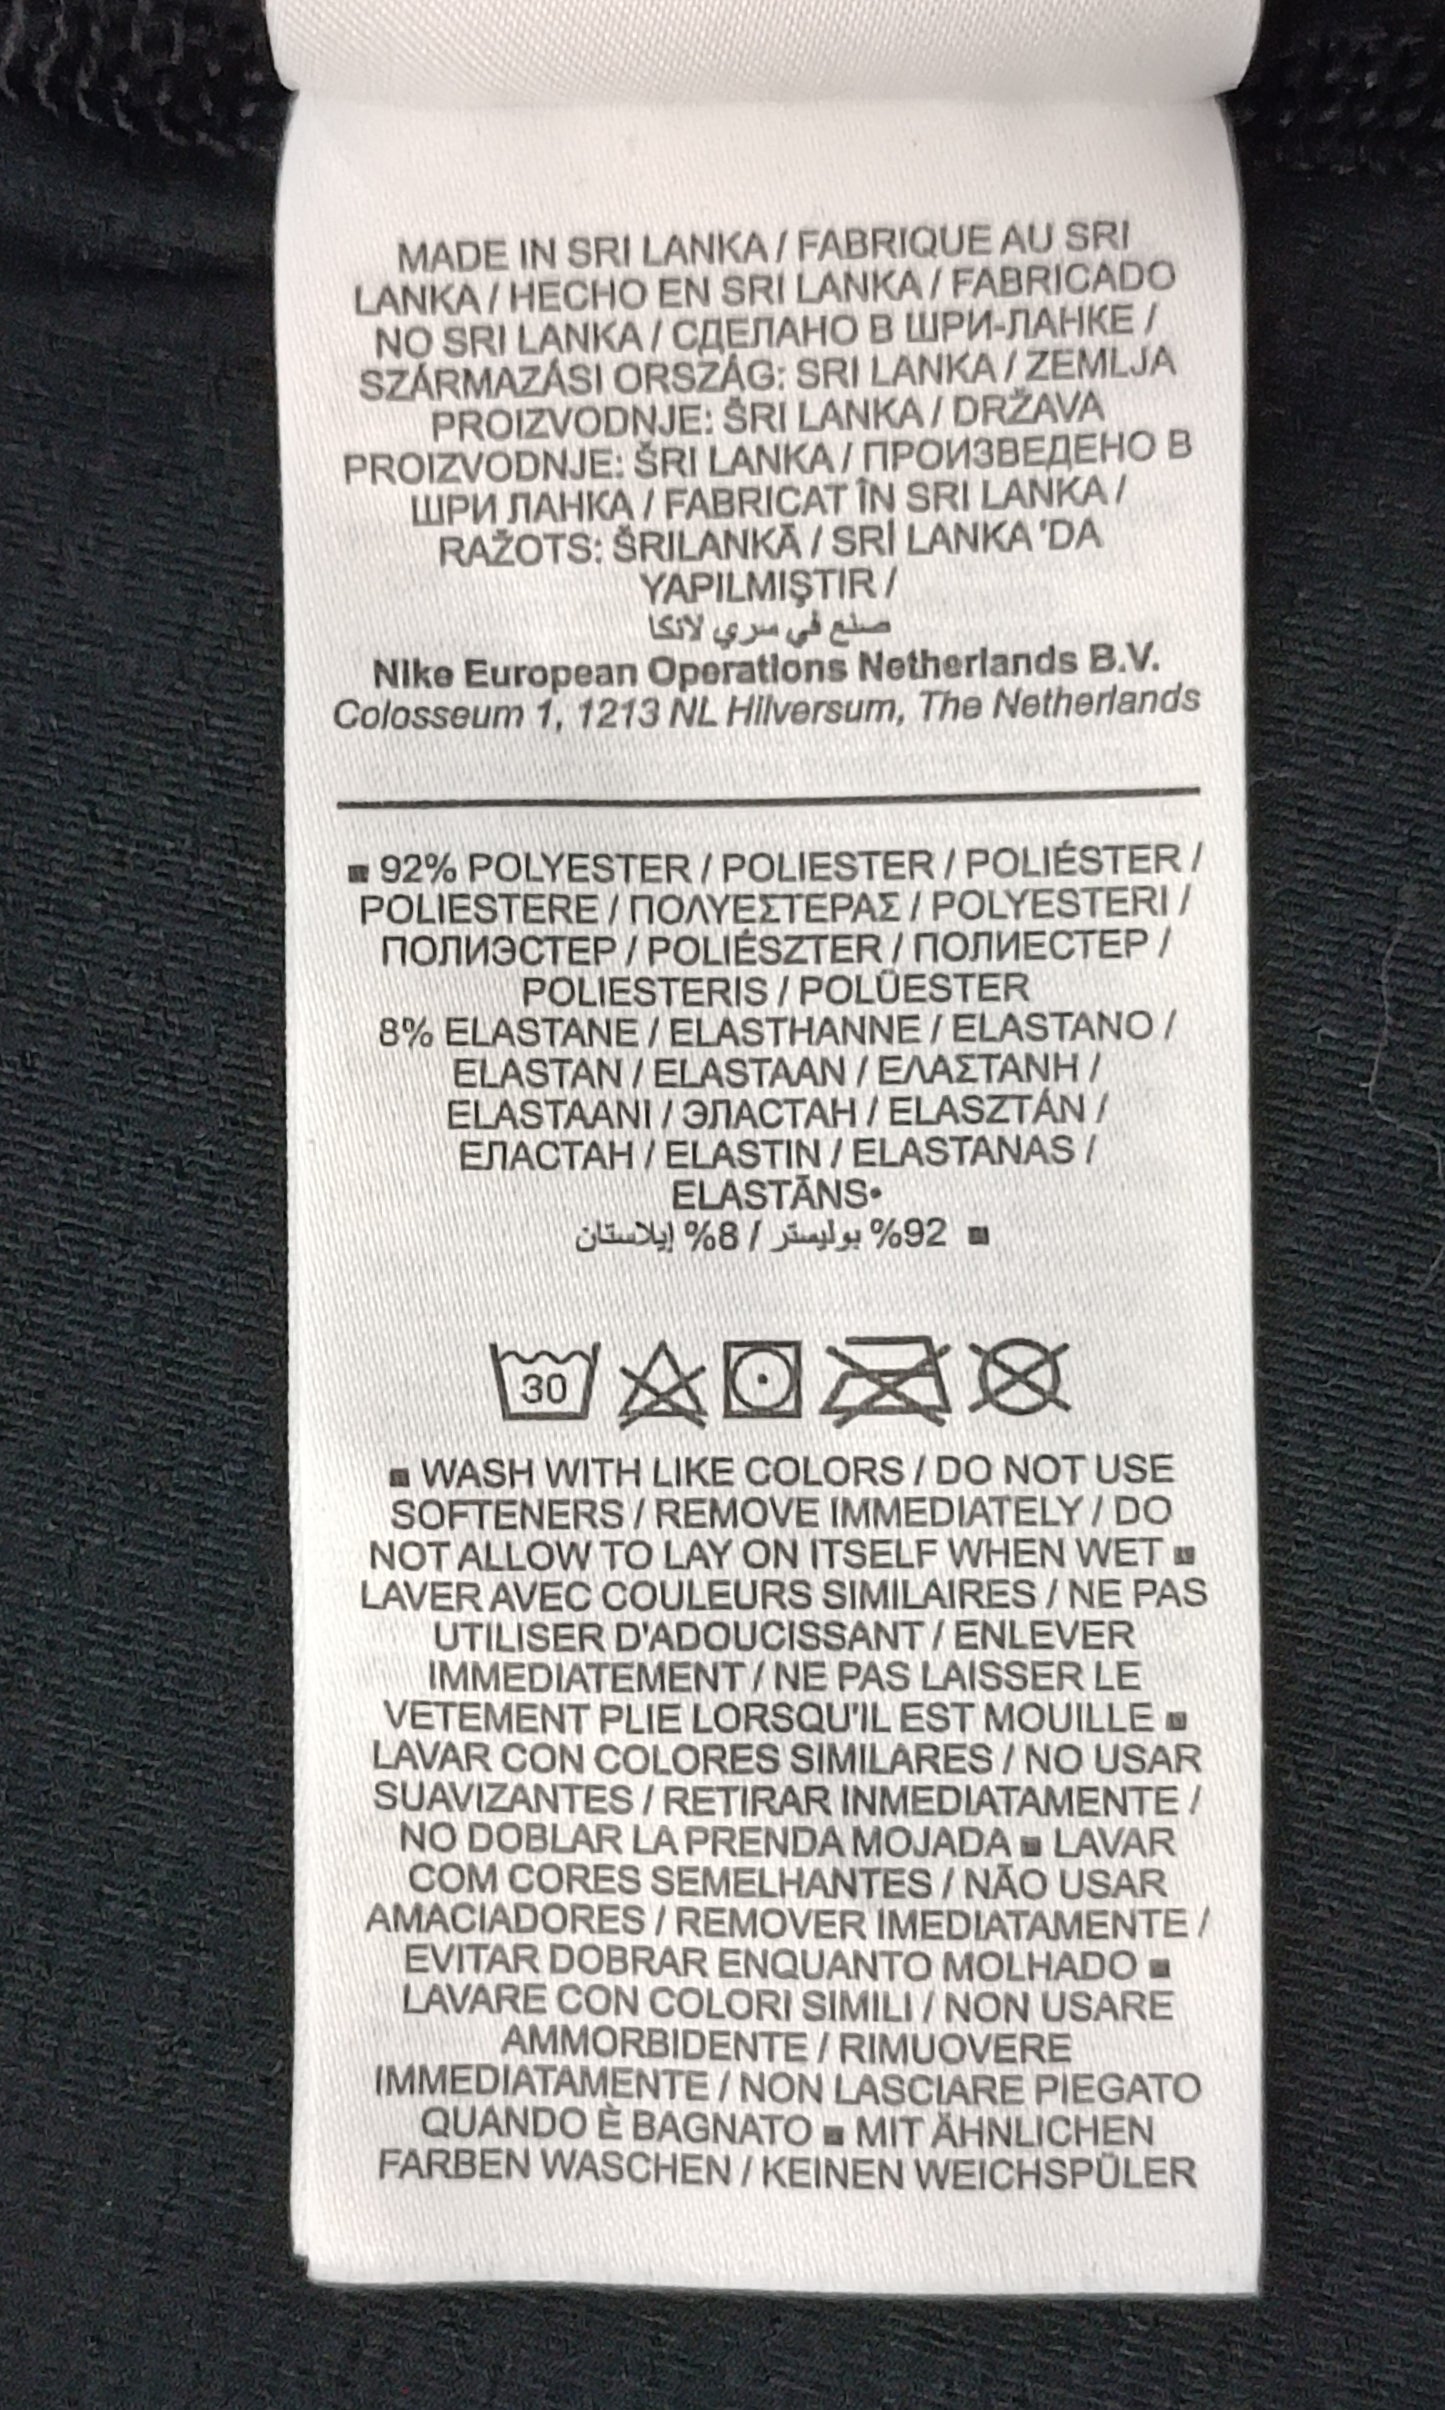 MADE IN SRI LANKA / FABRIQUE AU SRI
LANKA / HECHO EN SRI LANKA / FABRICADO
NO SRI LANKA / СДЕЛАНО В ШРИ-ЛАНКЕ /
SZÁRMAZÁSI ORSZÁG: SRI LANKA / ZEMLJA
PROIZVODNJE: ŠRI LANKA / DRŽAVA
PROIZVODNJE: ŠRI LANKA / ПРОИЗВЕДЕНО В
ШРИ ЛАНКА / FABRICAT ÎN SRI LANKA /
RAŽOTS: ŠRILANKĀ / SRİ LANKA 'DA
YAPILMIŞTIR /
صنع في سري لانكا
Nike European Operations Netherlands B.V.
Colosseum 1, 1213 NL Hilversum, The Netherlands
■ 92% POLYESTER / POLIESTER / POLIÉSTER /
POLIESTERE / ΠΟΛΥΕΣΤΕΡΑΣ / POLYESTERI /
ПОЛИЭСТЕР / POLIÉSZTER / ПОЛИЕСТЕР /
POLIESTERIS / POLÜESTER
8% ELASTANE / ELASTHANNE / ELASTANO /
ELASTAN / ELASTAAN / ΕΛΑΣΤΑΝΗ /
ELASTAANI / ЭЛАСТАН / ELASZTÁN /
ЕЛАСТАН / ELASTIN / ELASTANAS /
ELASTĀNS•
■ 92% بوليستر / 8% إيلاستان
30
■ WASH WITH LIKE COLORS / DO NOT USE
SOFTENERS / REMOVE IMMEDIATELY / DO
NOT ALLOW TO LAY ON ITSELF WHEN WET ■
LAVER AVEC COULEURS SIMILAIRES / NE PAS
UTILISER D'ADOUCISSANT / ENLEVER
IMMEDIATEMENT / NE PAS LAISSER LE
VETEMENT PLIE LORSQU'IL EST MOUILLE ■
LAVAR CON COLORES SIMILARES / NO USAR
SUAVIZANTES / RETIRAR INMEDIATAMENTE /
NO DOBLAR LA PRENDA MOJADA ■ LAVAR
COM CORES SEMELHANTES / NÃO USAR
AMACIADORES / REMOVER IMEDIATAMENTE /
EVITAR DOBRAR ENQUANTO MOLHADO ■
LAVARE CON COLORI SIMILI / NON USARE
AMMORBIDENTE / RIMUOVERE
IMMEDIATAMENTE / NON LASCIARE PIEGATO
QUANDO È BAGNATO ■ MIT ÄHNLICHEN
FARBEN WASCHEN / KEINEN WEICHSPÜLER